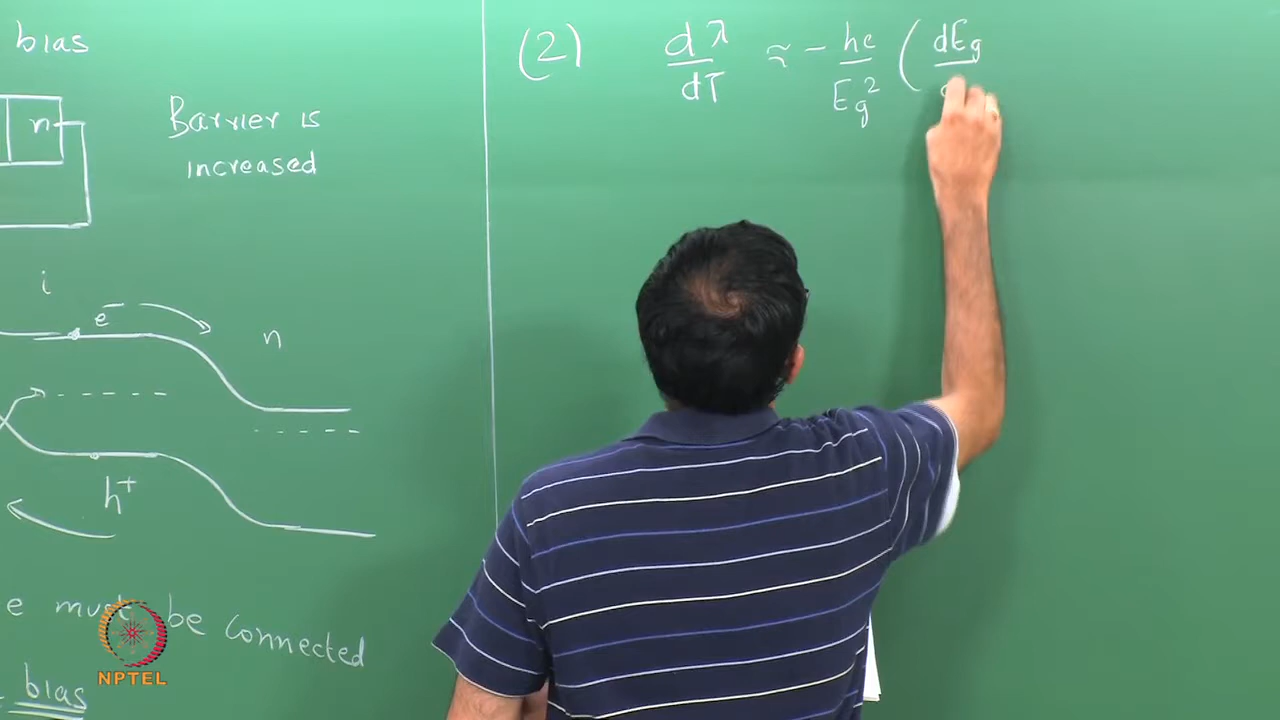 bias
n
Barrier is
increased
i
e⁻
n
h⁺
e must be connected
bias
(2) dλ/dT ≈ - hc/Eg² ( dEg/
NPTEL